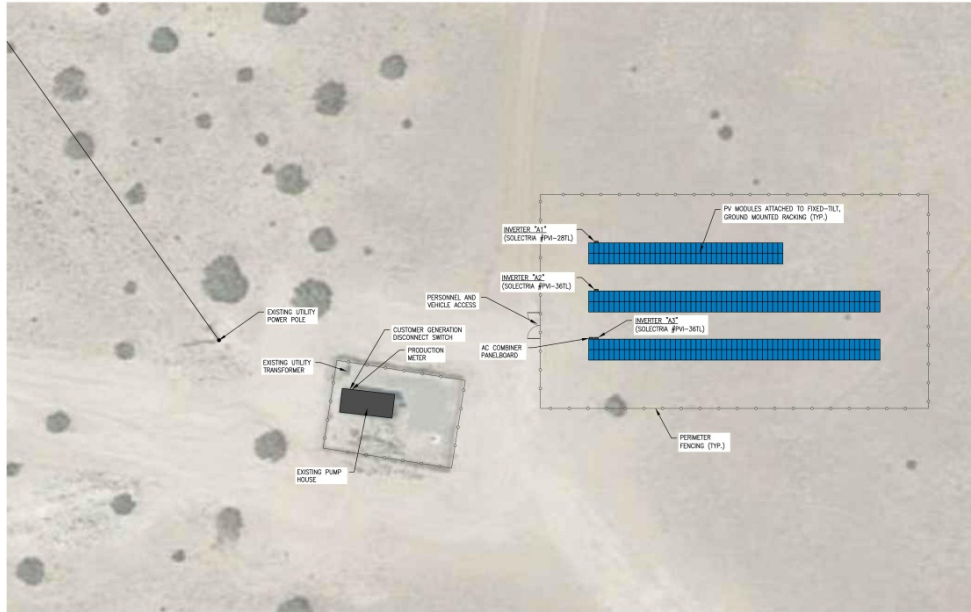 PV MODULES ATTACHED TO FIXED-TILT,
GROUND MOUNTED RACKING (TYP.)
INVERTER "A1"
(SOLECTRIA #PVI-28TL)
INVERTER "A2"
(SOLECTRIA #PVI-36TL)
PERSONNEL AND
VEHICLE ACCESS
INVERTER "A3"
(SOLECTRIA #PVI-36TL)
EXISTING UTILITY
POWER POLE
CUSTOMER GENERATION
DISCONNECT SWITCH
PRODUCTION
METER
AC COMBINER
PANELBOARD
EXISTING UTILITY
TRANSFORMER
PERIMETER
FENCING (TYP.)
EXISTING PUMP
HOUSE